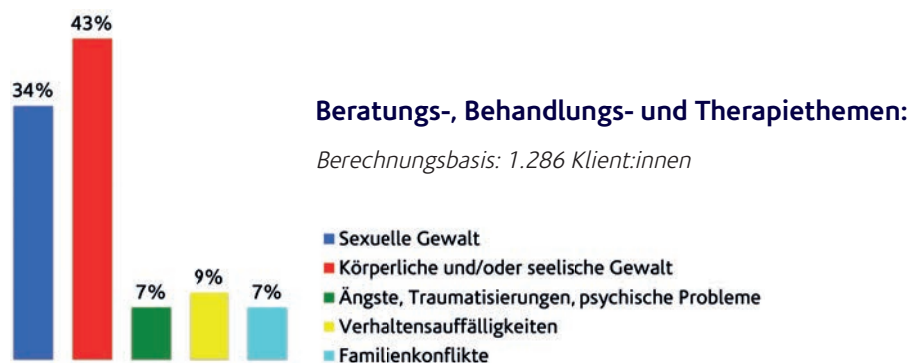 43%
34%
7%
9%
7%
Beratungs-, Behandlungs- und Therapiethemen:
Berechnungsbasis: 1.286 Klient:innen
Sexuelle Gewalt
Körperliche und/oder seelische Gewalt
Ängste, Traumatisierungen, psychische Probleme
Verhaltensauffälligkeiten
Familienkonflikte